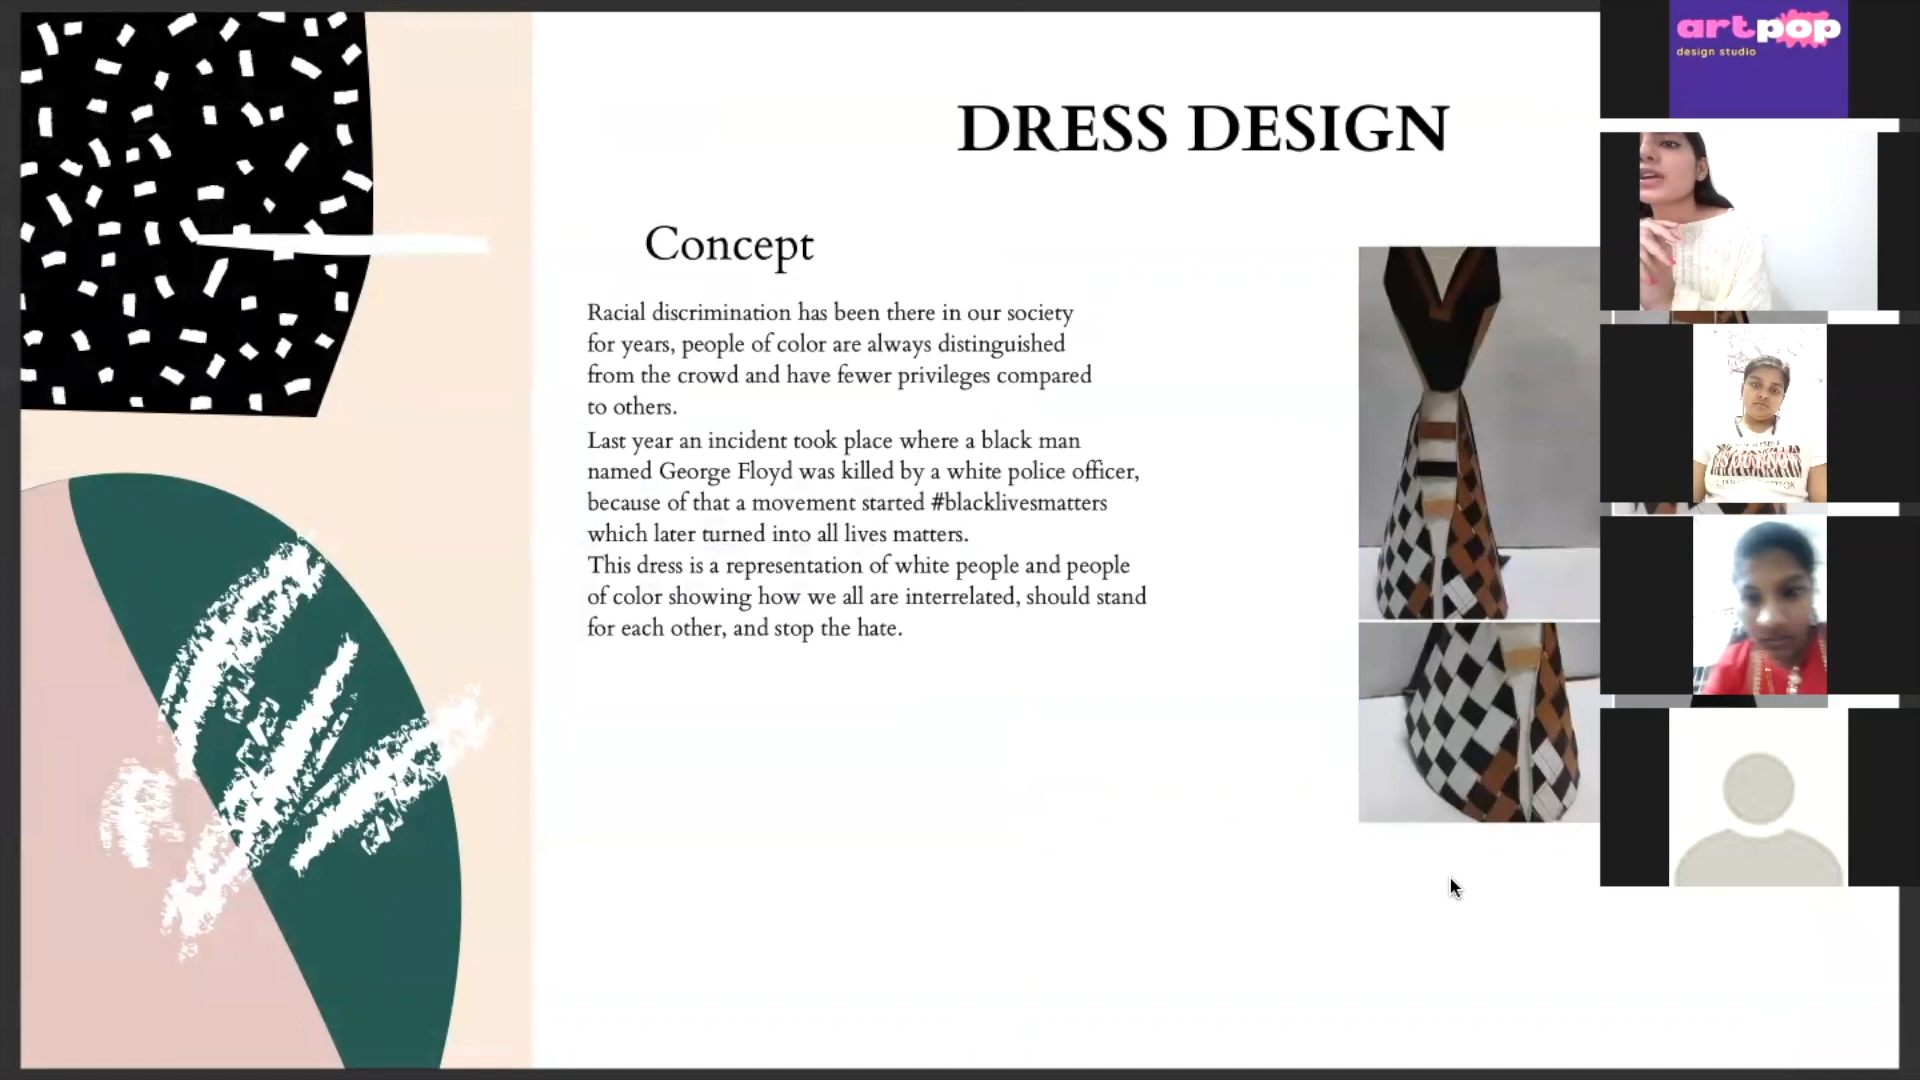 DRESS DESIGN
Concept
Racial discrimination has been there in our society
for years, people of color are always distinguished
from the crowd and have fewer privileges compared
to others.
Last year an incident took place where a black man
named George Floyd was killed by a white police officer,
because of that a movement started #blacklivesmatters
which later turned into all lives matters.
This dress is a representation of white people and people
of color showing how we all are interrelated, should stand
for each other, and stop the hate.
artpop
design studio